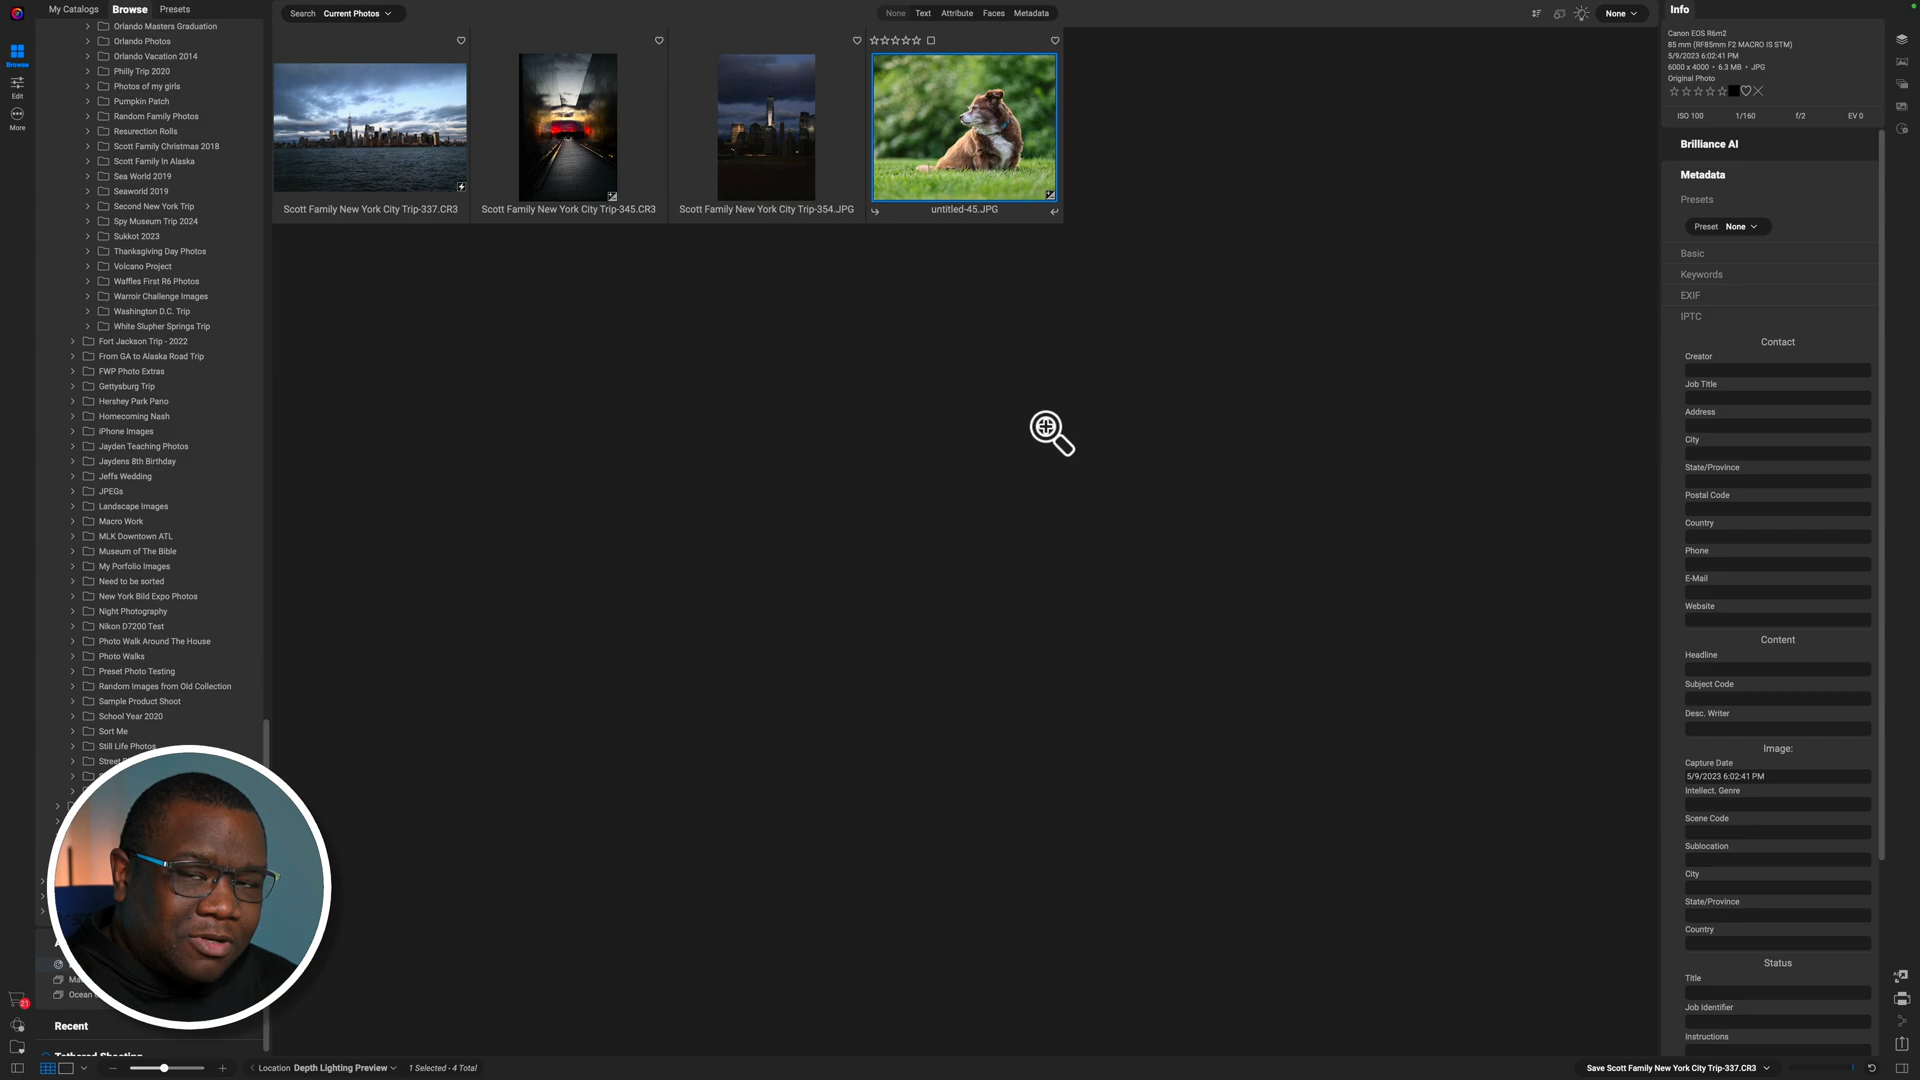 My Catalogs
Browse
Presets
Search
Current Photos
None
Text
Attribute
Faces
Metadata
None
Info
Browse
Edit
More
Orlando Masters Graduation
Orlando Photos
Orlando Vacation 2014
Philly Trip 2020
Photos of my girls
Pumpkin Patch
Random Family Photos
Resurection Rolls
Scott Family Christmas 2018
Scott Family In Alaska
Sea World 2019
Seaworld 2019
Second New York Trip
Spy Museum Trip 2024
Sukkot 2023
Thanksgiving Day Photos
Volcano Project
Waffles First R6 Photos
Warroir Challenge Images
Washington D.C. Trip
White Slupher Springs Trip
Fort Jackson Trip - 2022
From GA to Alaska Road Trip
FWP Photo Extras
Gettysburg Trip
Hershey Park Pano
Homecoming Nash
iPhone Images
Jayden Teaching Photos
Jaydens 8th Birthday
Jeffs Wedding
JPEGs
Landscape Images
Macro Work
MLK Downtown ATL
Museum of The Bible
My Porfolio Images
Need to be sorted
New York Bild Expo Photos
Night Photography
Nikon D7200 Test
Photo Walk Around The House
Photo Walks
Preset Photo Testing
Random Images from Old Collection
Sample Product Shoot
School Year 2020
Sort Me
Still Life Photos
Street
Ocean
21
Recent
Scott Family New York City Trip-337.CR3
Scott Family New York City Trip-345.CR3
Scott Family New York City Trip-354.JPG
untitled-45.JPG
Canon EOS R6m2
85 mm (RF85mm F2 MACRO IS STM)
5/9/2023 6:02:41 PM
6000 x 4000 • 6.3 MB • JPG
Original Photo
ISO 100 1/160 f/2 EV 0
Brilliance AI
Metadata
Presets
Preset None
Basic
Keywords
EXIF
IPTC
Contact
Creator
Job Title
Address
City
State/Province
Postal Code
Country
Phone
E-Mail
Website
Content
Headline
Subject Code
Desc. Writer
Image:
Capture Date
5/9/2023 6:02:41 PM
Intellect. Genre
Scene Code
Sublocation
City
State/Province
Country
Status
Title
Job Identifier
Instructions
Location Depth Lighting Preview
1 Selected - 4 Total
Save Scott Family New York City Trip-337.CR3